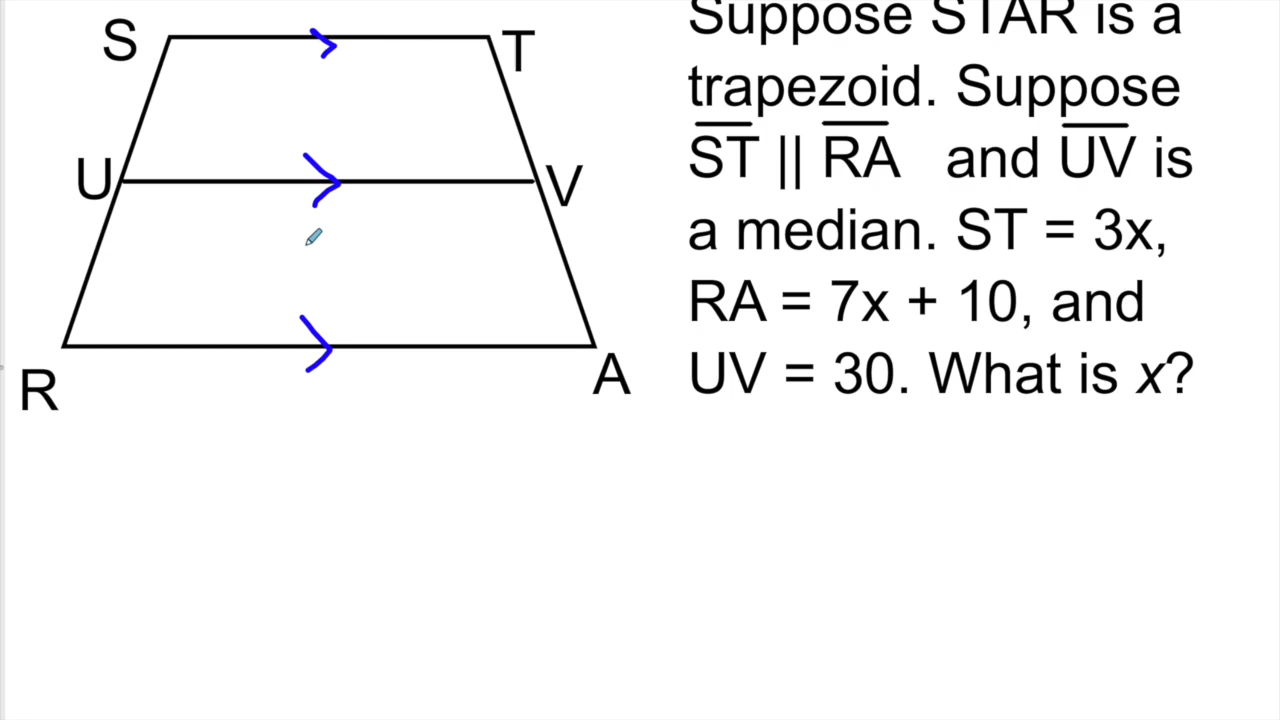 S
T
U
V
R
A
Suppose STAR is a
trapezoid. Suppose
ST || RA and UV is
a median. ST = 3x,
RA = 7x + 10, and
UV = 30. What is x?